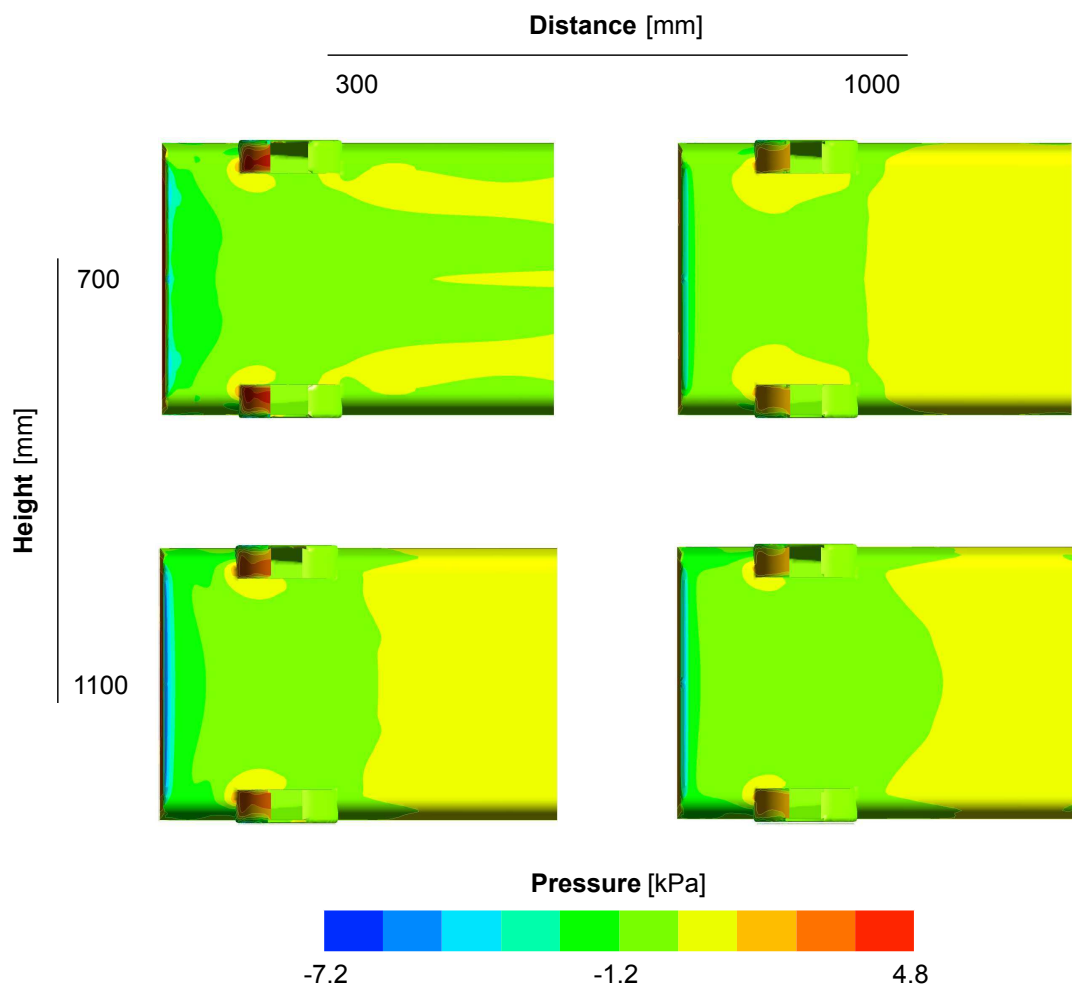 Distance [mm]
300 1000
700
Height [mm]
1100
Pressure [kPa]
-7.2 -1.2 4.8